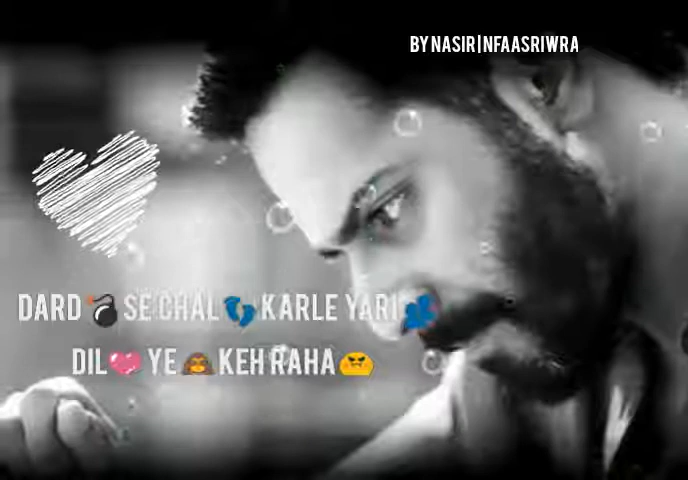 BY NASIR|NFAASRIWRA
DARD💣SE CHAL👣KARLE YARI👥
DIL💓YE🙈KEH RAHA😠